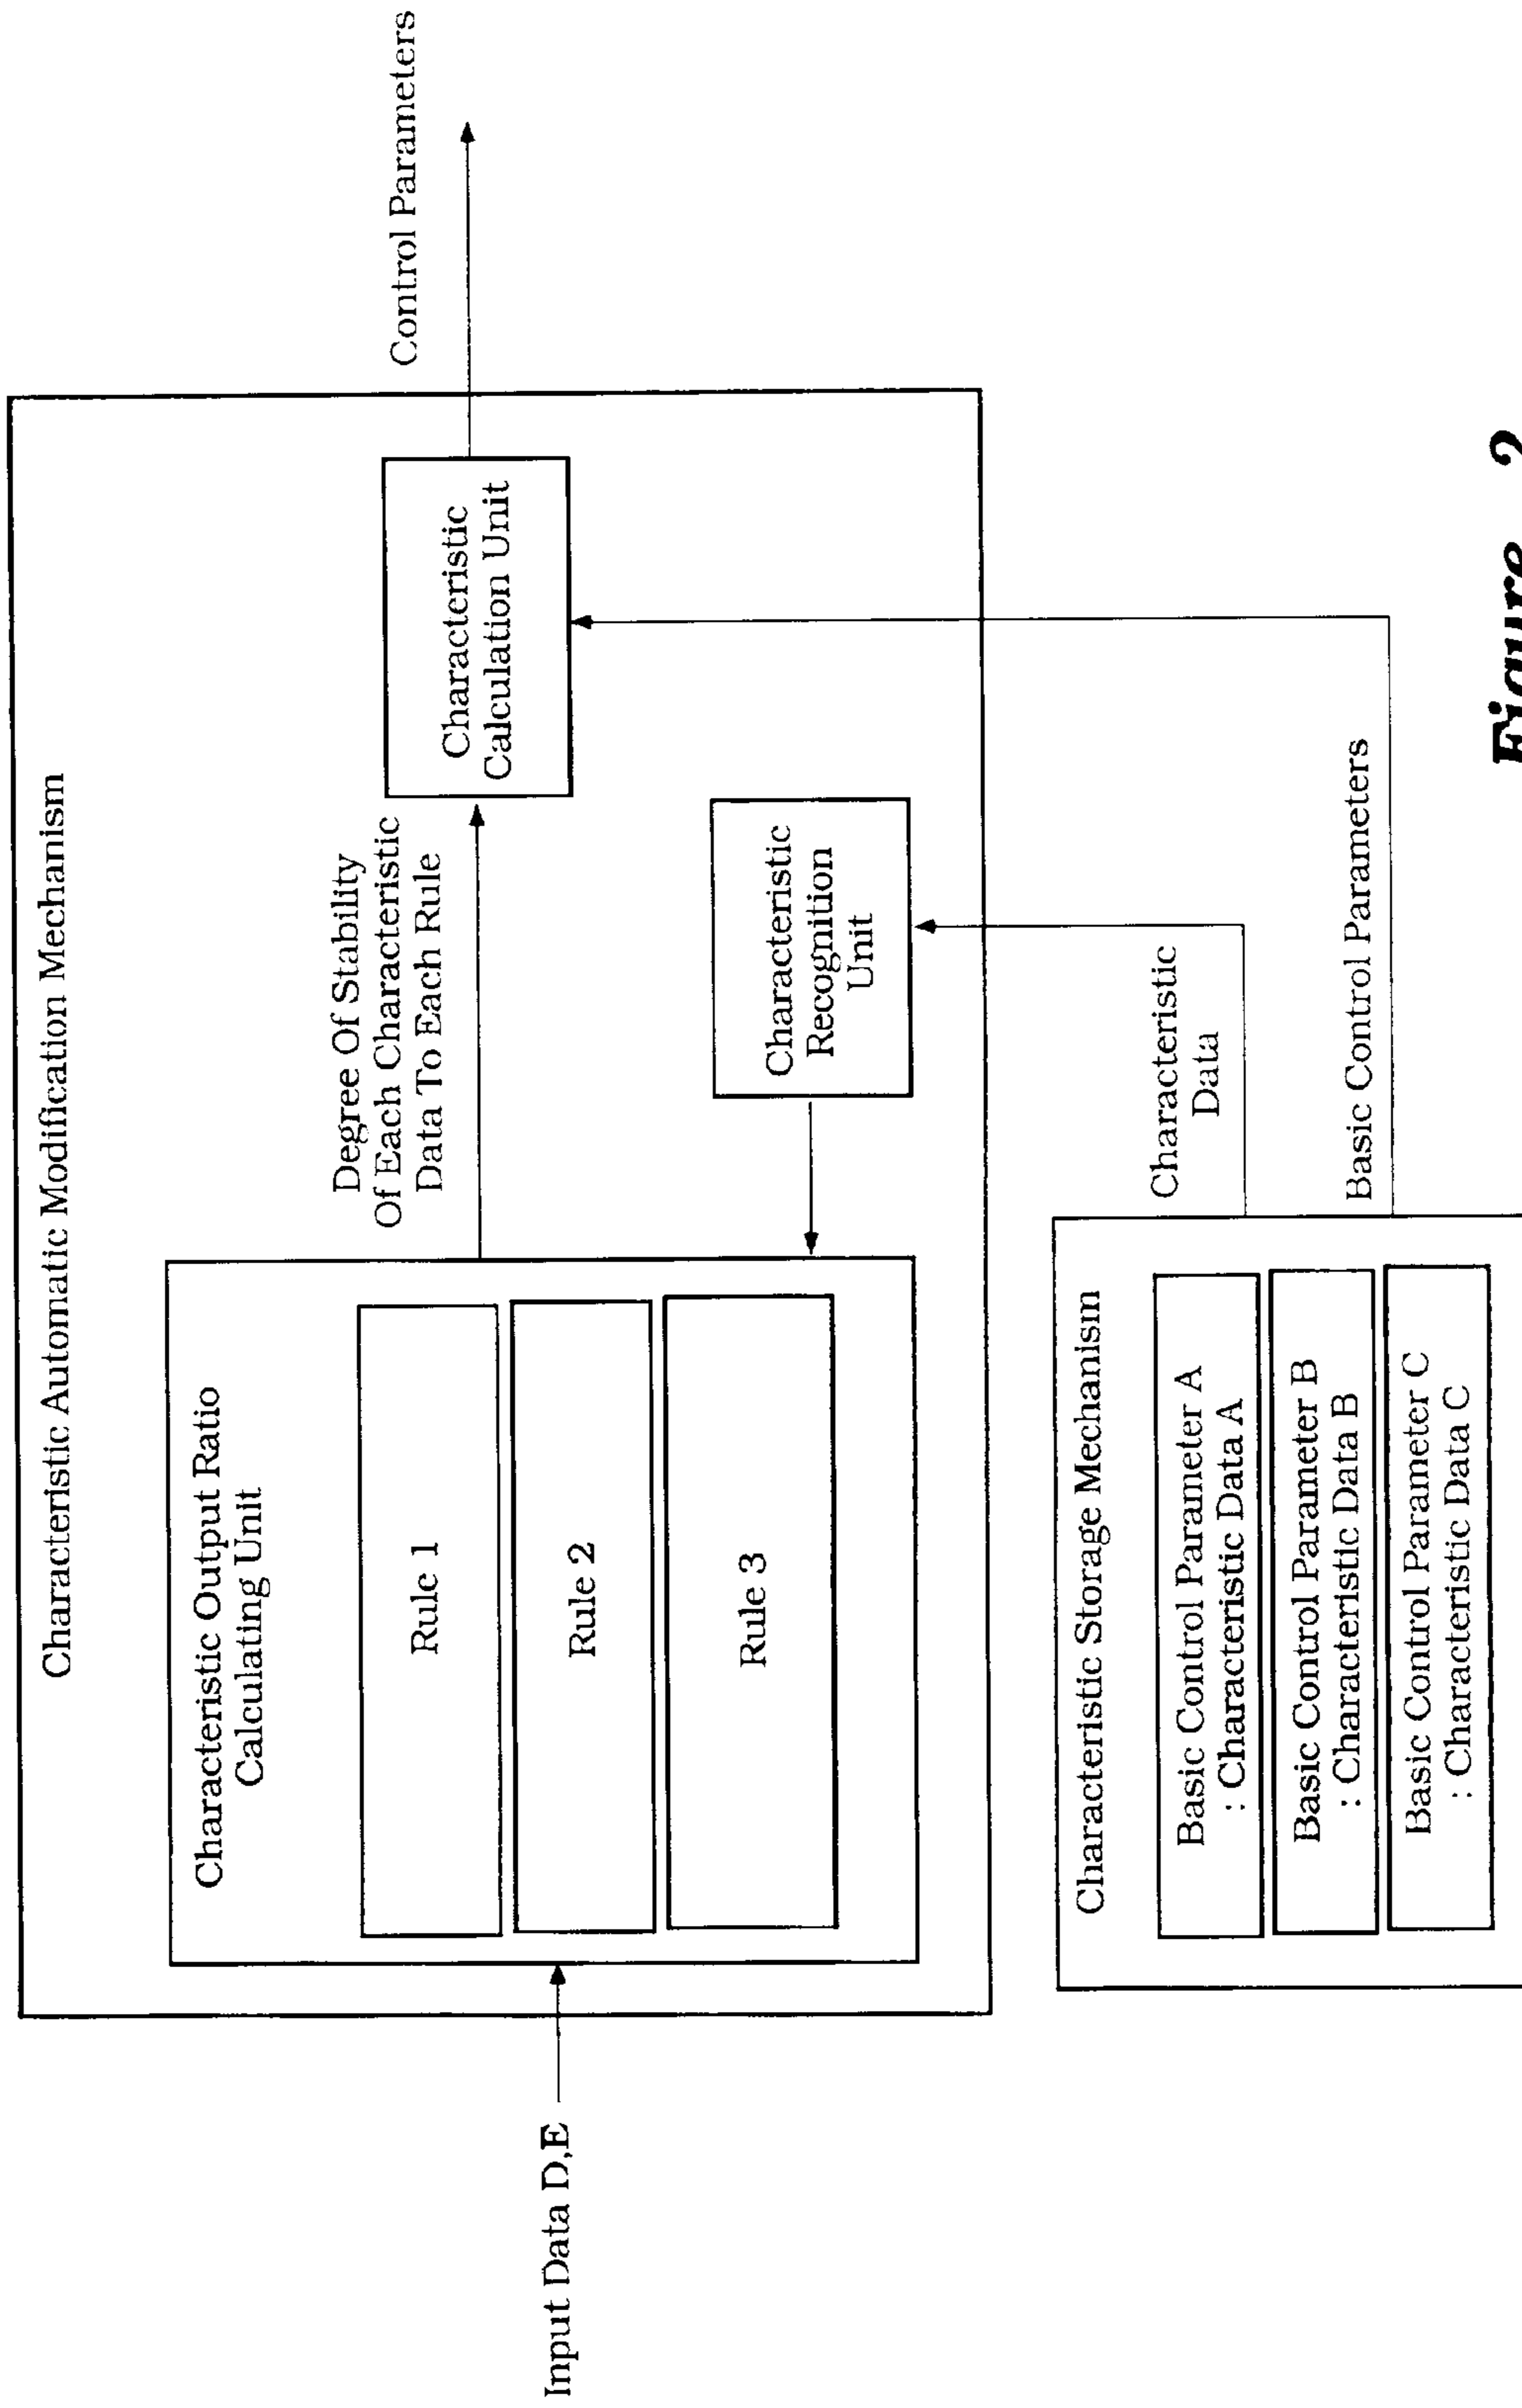 Characteristic Automatic Modification Mechanism
Characteristic Output Ratio
Calculating Unit
Rule 1
Rule 2
Rule 3
Input Data D,E
Degree Of Stability
Of Each Characteristic
Data To Each Rule
Characteristic
Calculation Unit
Control Parameters
Characteristic
Recognition
Unit
Characteristic Storage Mechanism
Basic Control Parameter A
: Characteristic Data A
Basic Control Parameter B
: Characteristic Data B
Basic Control Parameter C
: Characteristic Data C
Characteristic
Data
Basic Control Parameters
Figure 2